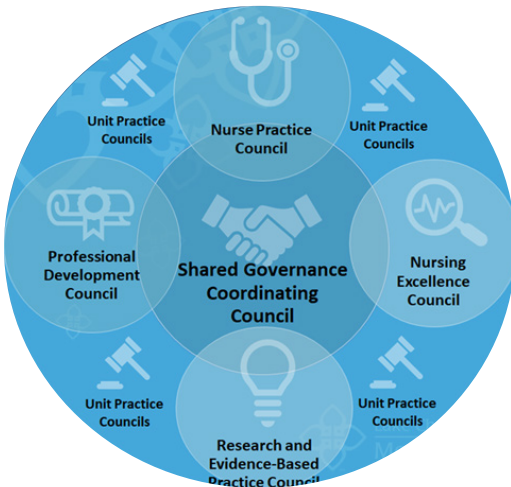 Unit Practice
Councils
Nurse Practice
Council
Unit Practice
Councils
Professional
Development
Council
Shared Governance
Coordinating
Council
Nursing
Excellence
Council
Unit Practice
Councils
Research and
Evidence-Based
Practice Council
Unit Practice
Councils